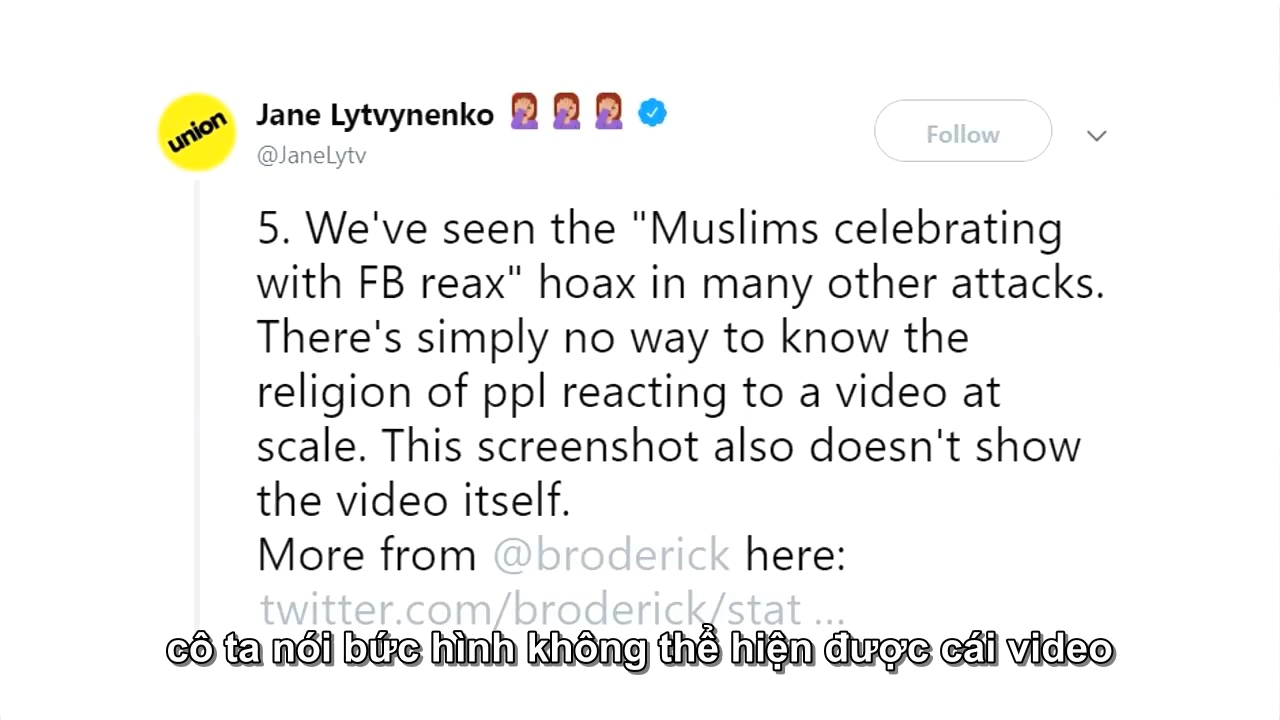 union
Jane Lytvynenko 🤦🏽‍♀️ 🤦🏽‍♀️ 🤦🏽‍♀️
@JaneLytv
Follow
5. We've seen the "Muslims celebrating
with FB reax" hoax in many other attacks.
There's simply no way to know the
religion of ppl reacting to a video at
scale. This screenshot also doesn't show
the video itself.
More from @broderick here:
twitter.com/broderick/stat ...
cô ta nói bức hình không thể hiện được cái video